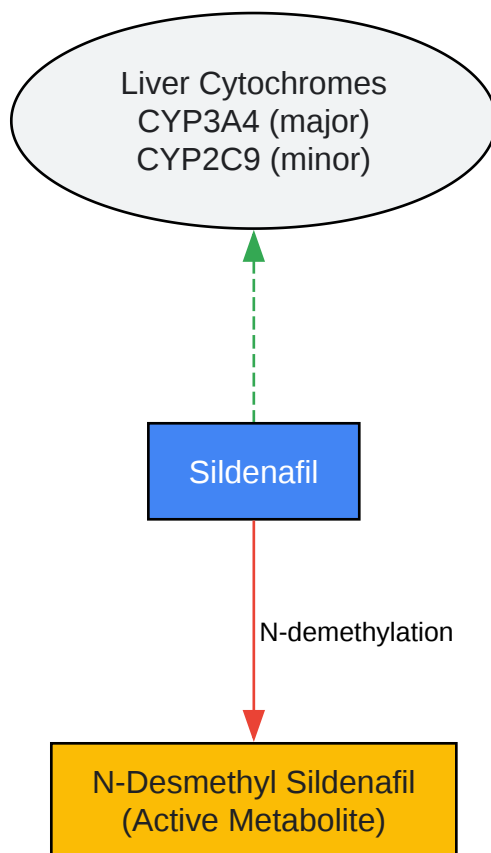 Liver Cytochromes
CYP3A4 (major)
CYP2C9 (minor)
Sildenafil
N-demethylation
N-Desmethyl Sildenafil
(Active Metabolite)